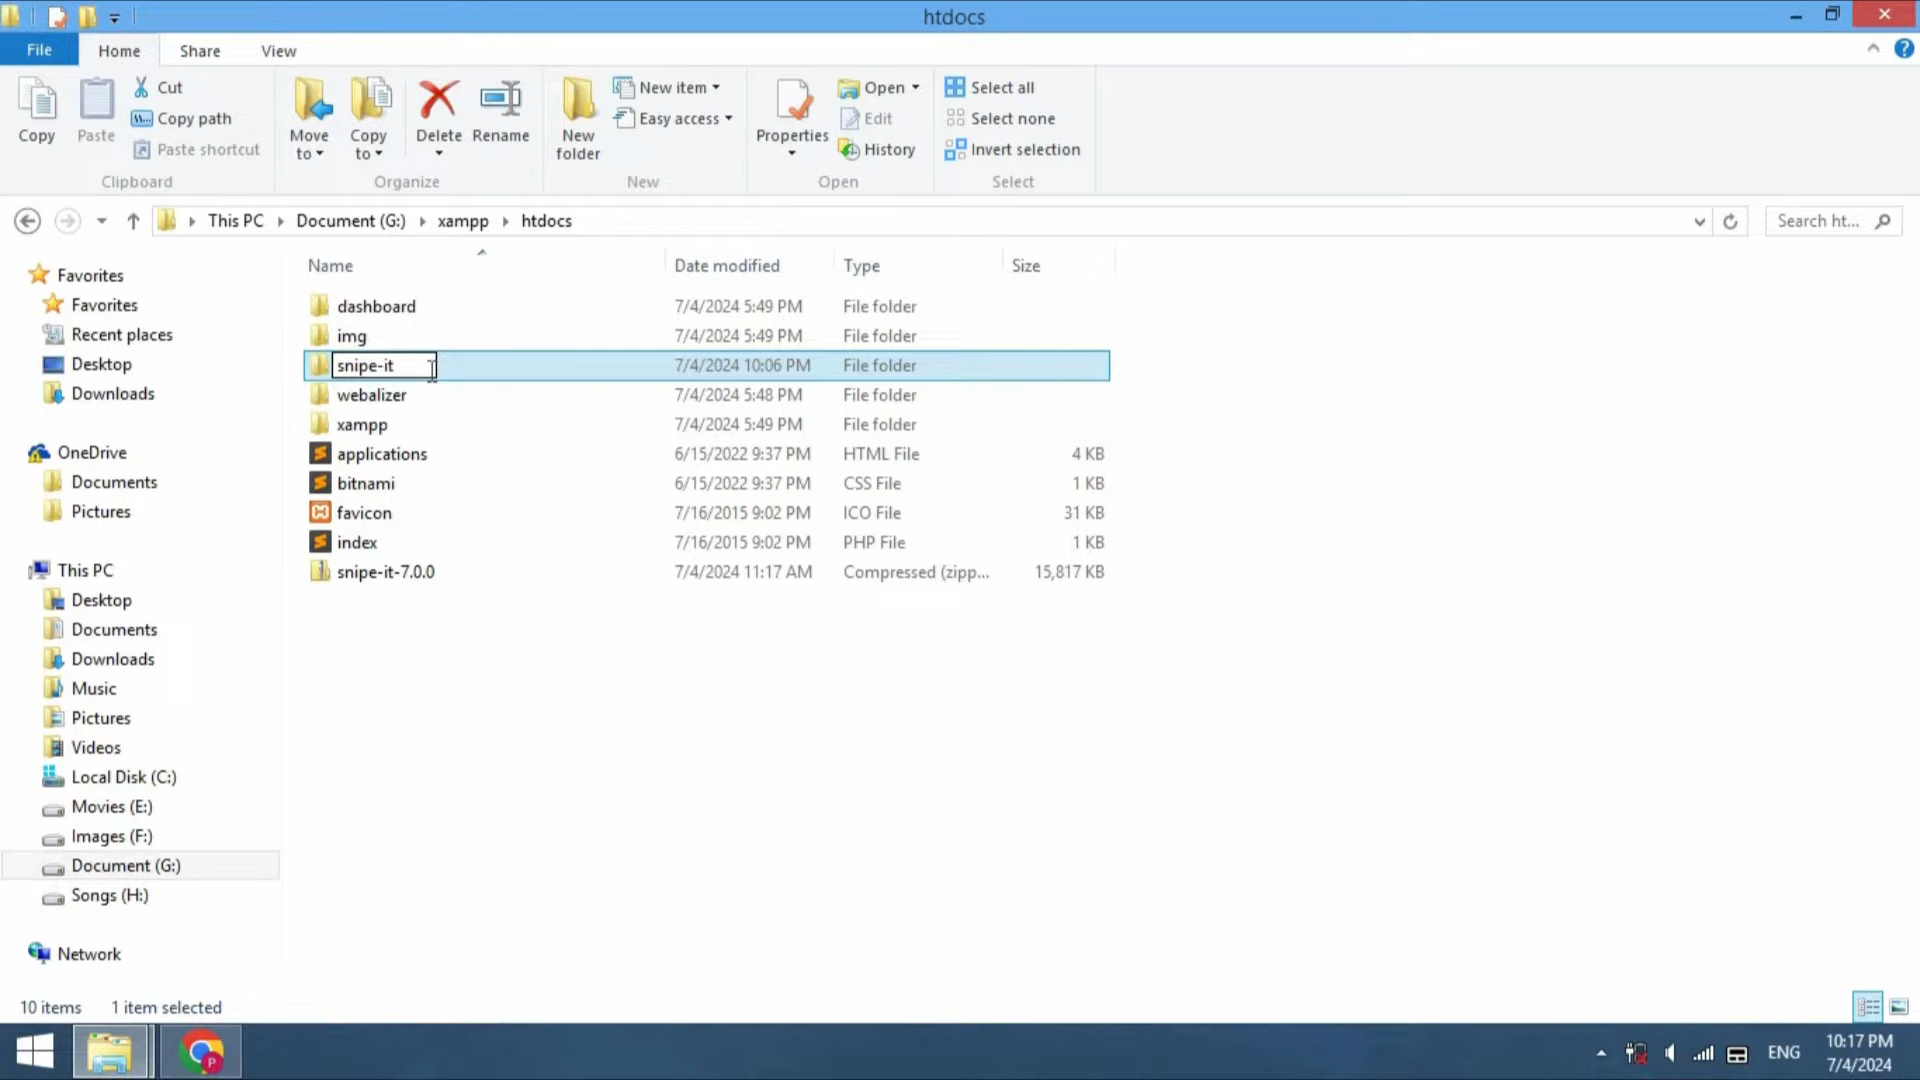 htdocs
File Home Share View
Copy
Paste
Cut
Copy path
Paste shortcut
Clipboard
Move to
Copy to
Delete
Rename
Organize
New folder
New item
Easy access
New
Properties
Open
Edit
History
Open
Select all
Select none
Invert selection
Select
This PC Document (G:) xampp htdocs
Search ht...
Name Date modified Type Size
dashboard 7/4/2024 5:49 PM File folder
img 7/4/2024 5:49 PM File folder
snipe-it 7/4/2024 10:06 PM File folder
webalizer 7/4/2024 5:48 PM File folder
xampp 7/4/2024 5:49 PM File folder
applications 6/15/2022 9:37 PM HTML File 4 KB
bitnami 6/15/2022 9:37 PM CSS File 1 KB
favicon 7/16/2015 9:02 PM ICO File 31 KB
index 7/16/2015 9:02 PM PHP File 1 KB
snipe-it-7.0.0 7/4/2024 11:17 AM Compressed (zipp... 15,817 KB
Favorites
Favorites
Recent places
Desktop
Downloads
OneDrive
Documents
Pictures
This PC
Desktop
Documents
Downloads
Music
Pictures
Videos
Local Disk (C:)
Movies (E:)
Images (F:)
Document (G:)
Songs (H:)
Network
10 items 1 item selected
P
ENG
10:17 PM
7/4/2024